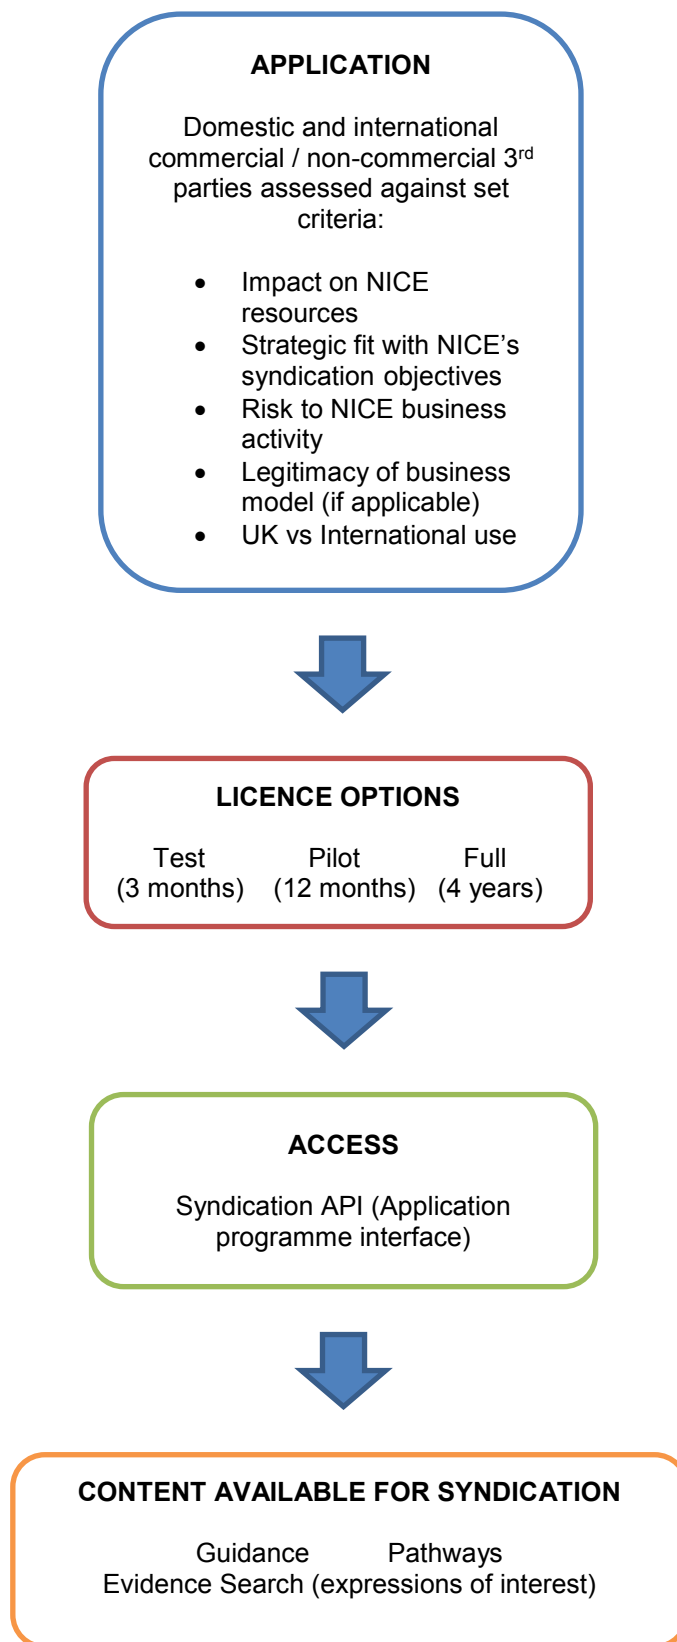 APPLICATION
Domestic and international
commercial / non-commercial 3rd
parties assessed against set
criteria:
• Impact on NICE
resources
• Strategic fit with NICE’s
syndication objectives
• Risk to NICE business
activity
• Legitimacy of business
model (if applicable)
• UK vs International use
LICENCE OPTIONS
Test Pilot Full
(3 months) (12 months) (4 years)
ACCESS
Syndication API (Application
programme interface)
CONTENT AVAILABLE FOR SYNDICATION
Guidance Pathways
Evidence Search (expressions of interest)